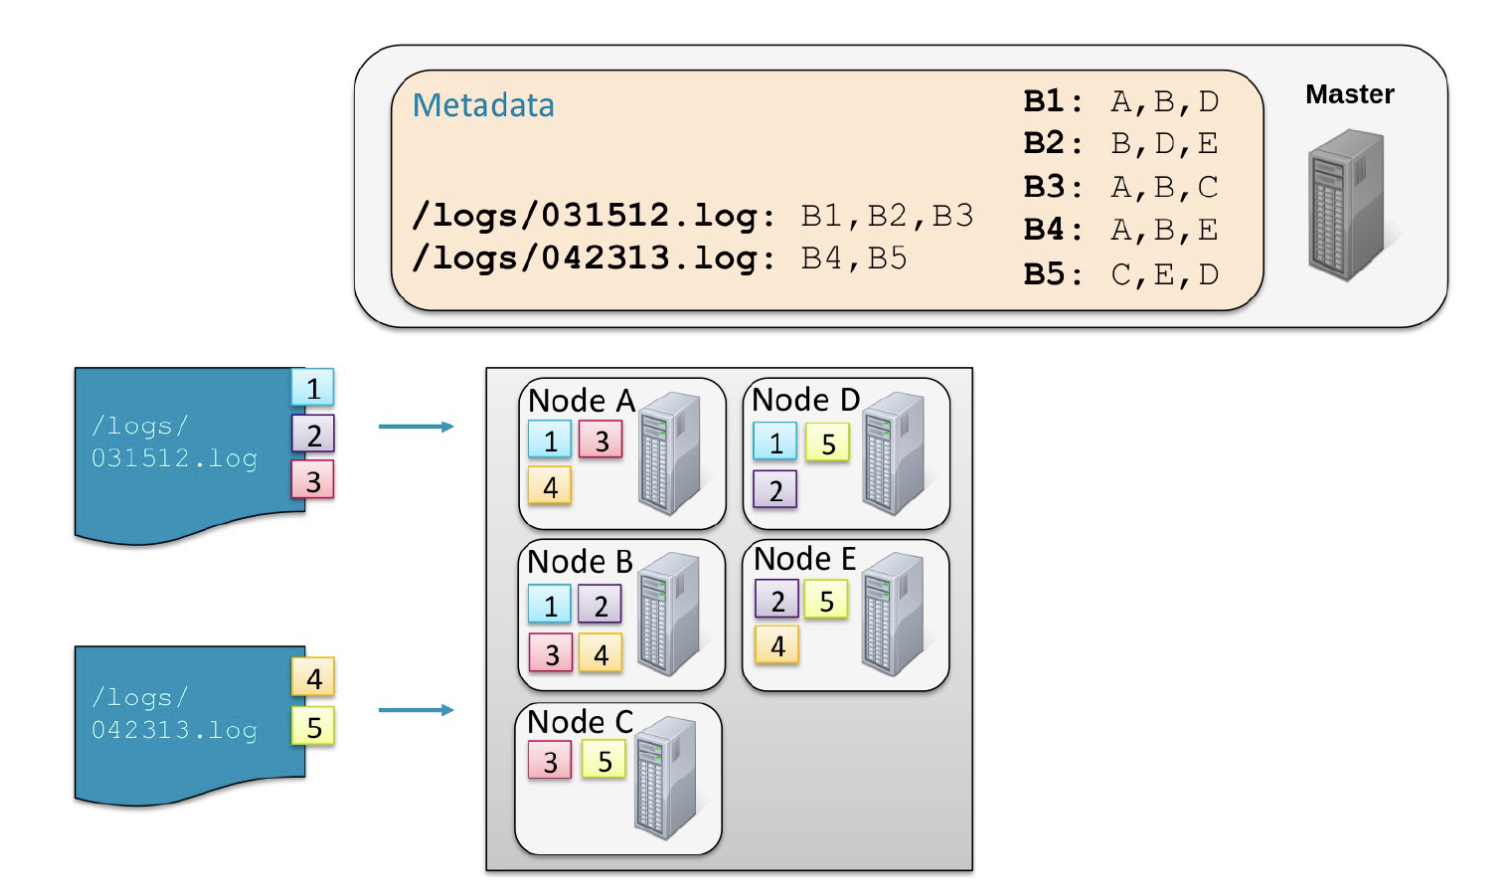 Metadata
Master
B1: A,B,D
B2: B,D,E
B3: A,B,C
B4: A,B,E
B5: C,E,D
/logs/031512.log: B1,B2,B3
/logs/042313.log: B4,B5
/logs/
031512.log
1
2
3
/logs/
042313.log
4
5
Node A
1 3
4
Node D
1 5
2
Node B
1 2
3 4
Node E
2 5
4
Node C
3 5